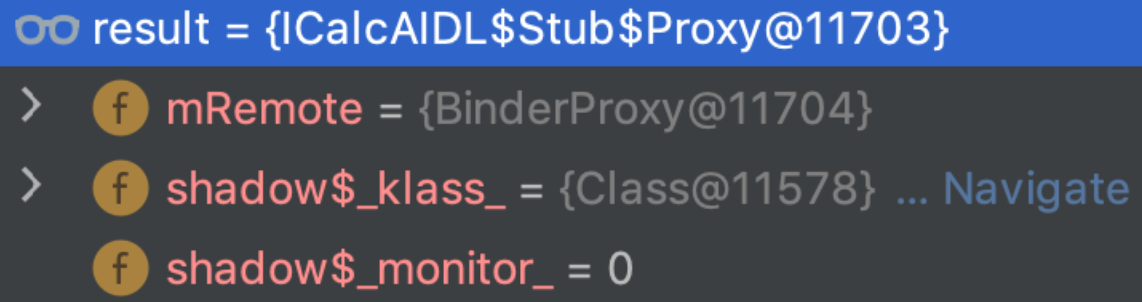 result = {ICalcAIDL$Stub$Proxy@11703}
f mRemote = {BinderProxy@11704}
f shadow$_klass_ = {Class@11578} ... Navigate
f shadow$_monitor_ = 0